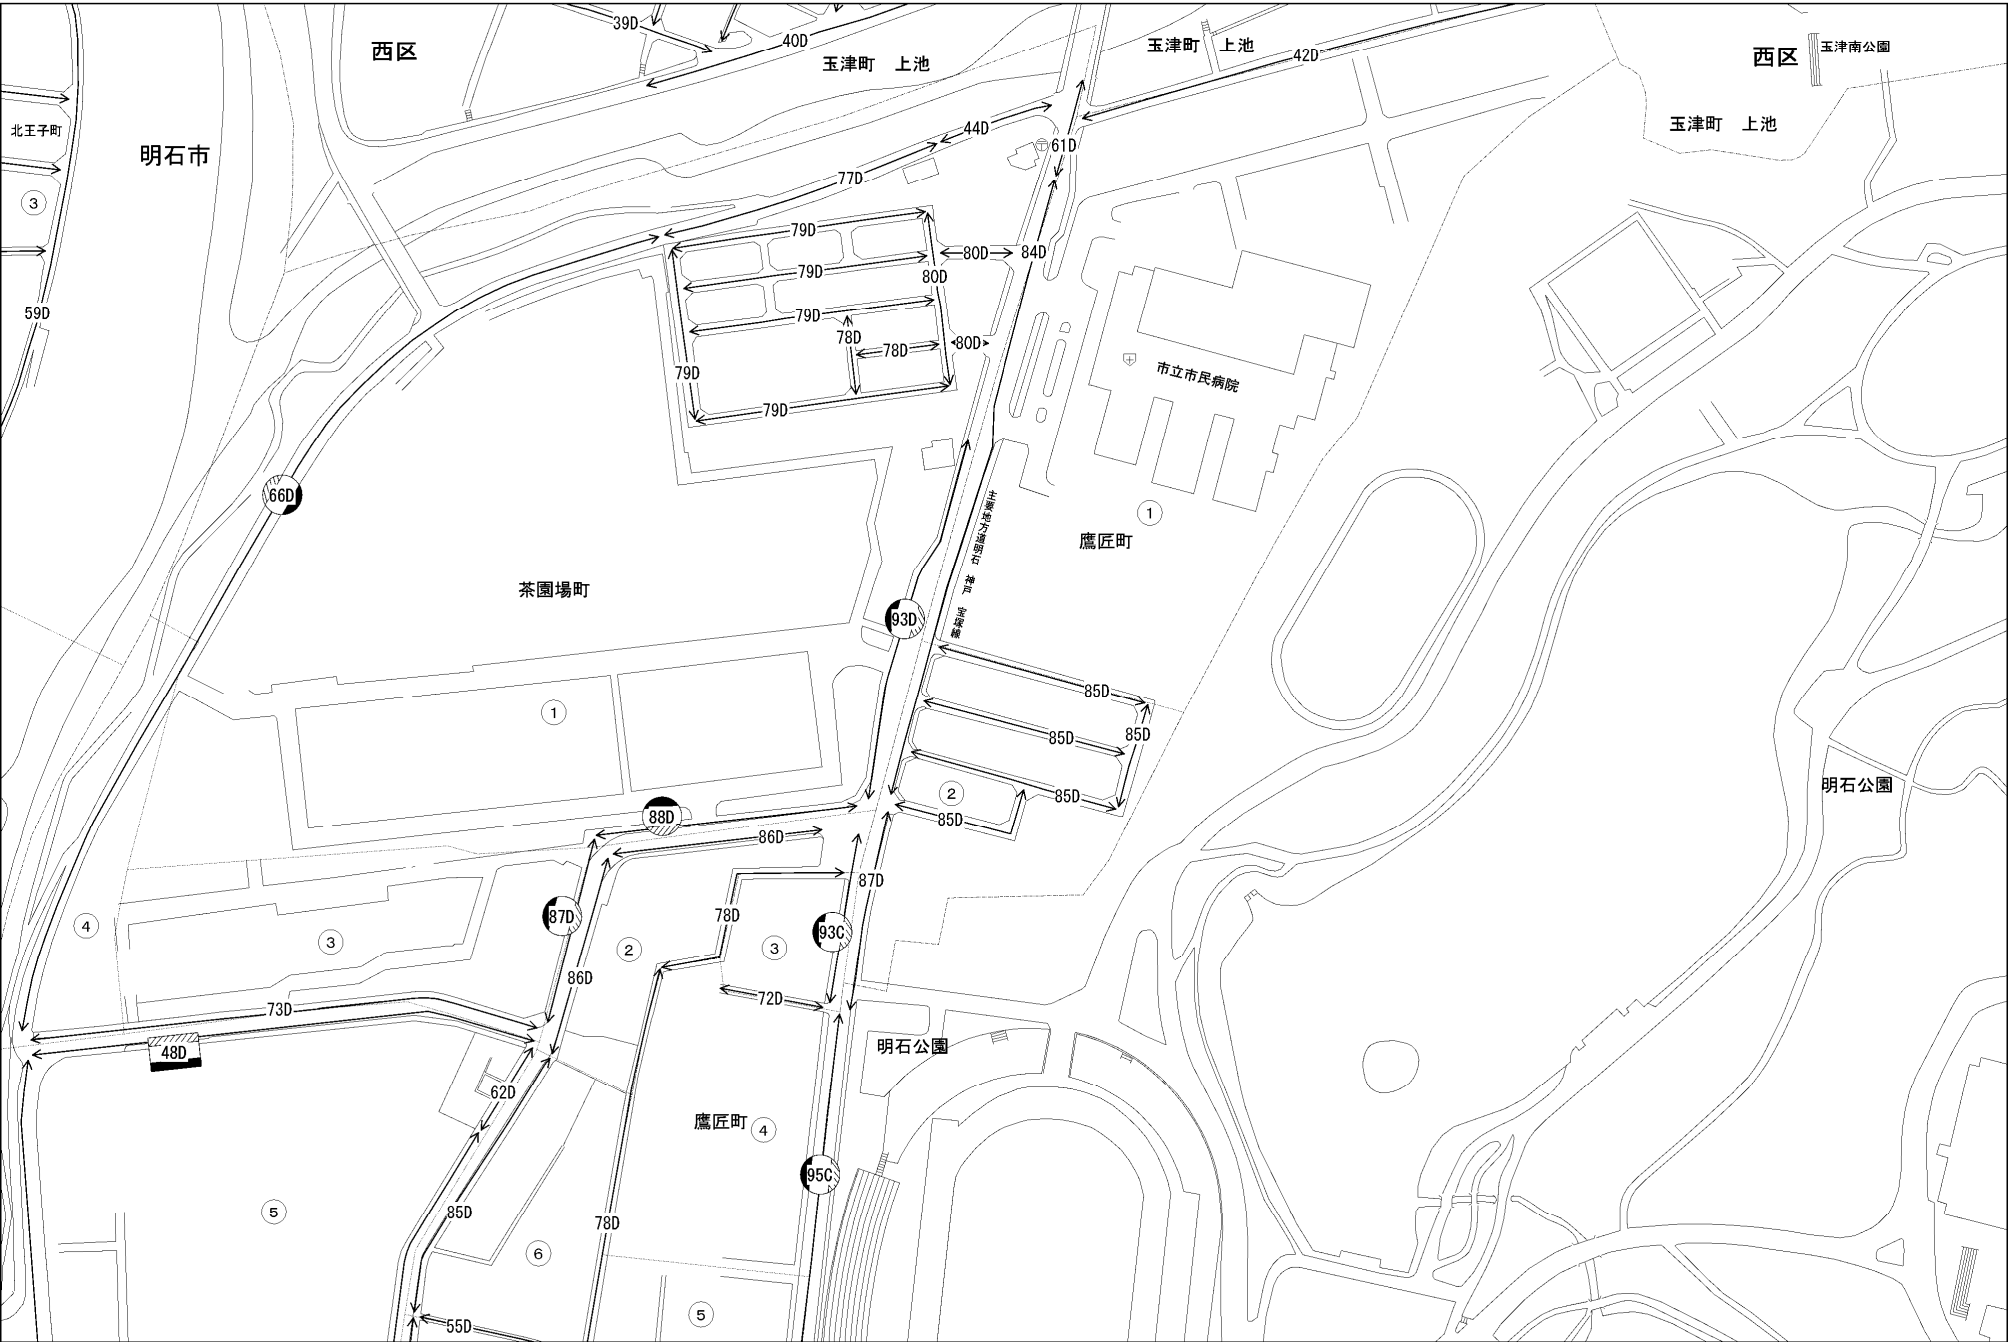 39D
40D
西区
玉津町 上池
玉津町 上池
42D
西区
玉津南公園
玉津町 上池
北王子町
明石市
③
44D
61D
77D
79D
80D
84D
79D
80D
59D
79D
78D
78D
80D
79D
79D
市立市民病院
66D
主要地方道明石 神戸 宝塚線
①
鷹匠町
茶園場町
93D
85D
①
85D
85D
明石公園
②
85D
85D
88D
86D
87D
78D
87D
93C
④
③
②
③
86D
72D
73D
48D
明石公園
62D
鷹匠町
④
95C
⑤
85D
78D
⑥
⑤
55D